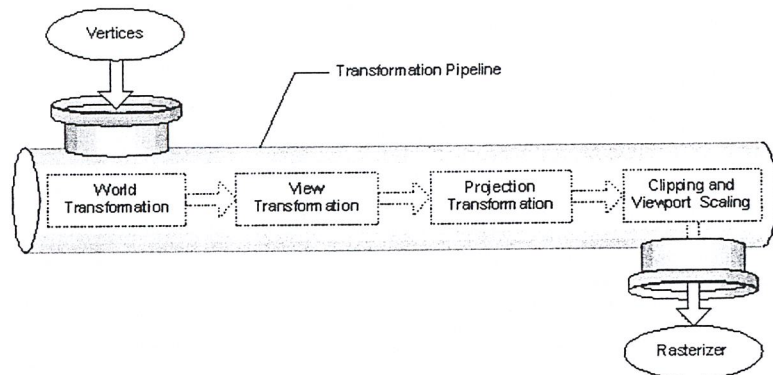 Vertices
Transformation Pipeline
World
Transformation
View
Transformation
Projection
Transformation
Clipping and
Viewport Scaling
Rasterizer